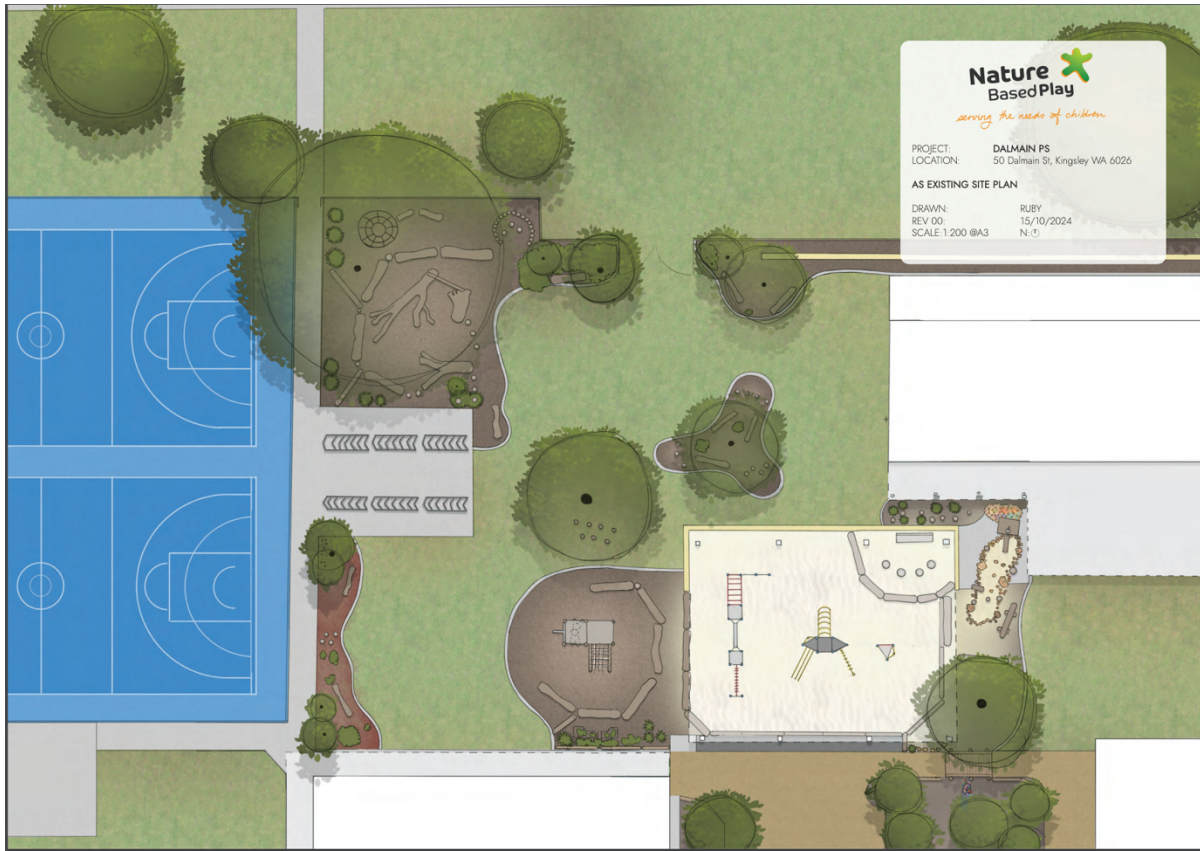 Nature
Based Play
serving the needs of children
PROJECT: DALMAIN PS
LOCATION: 50 Dalmain St, Kingsley WA 6026
AS EXISTING SITE PLAN
DRAWN: RUBY
REV 00: 15/10/2024
SCALE: 1:200 @A3 N: